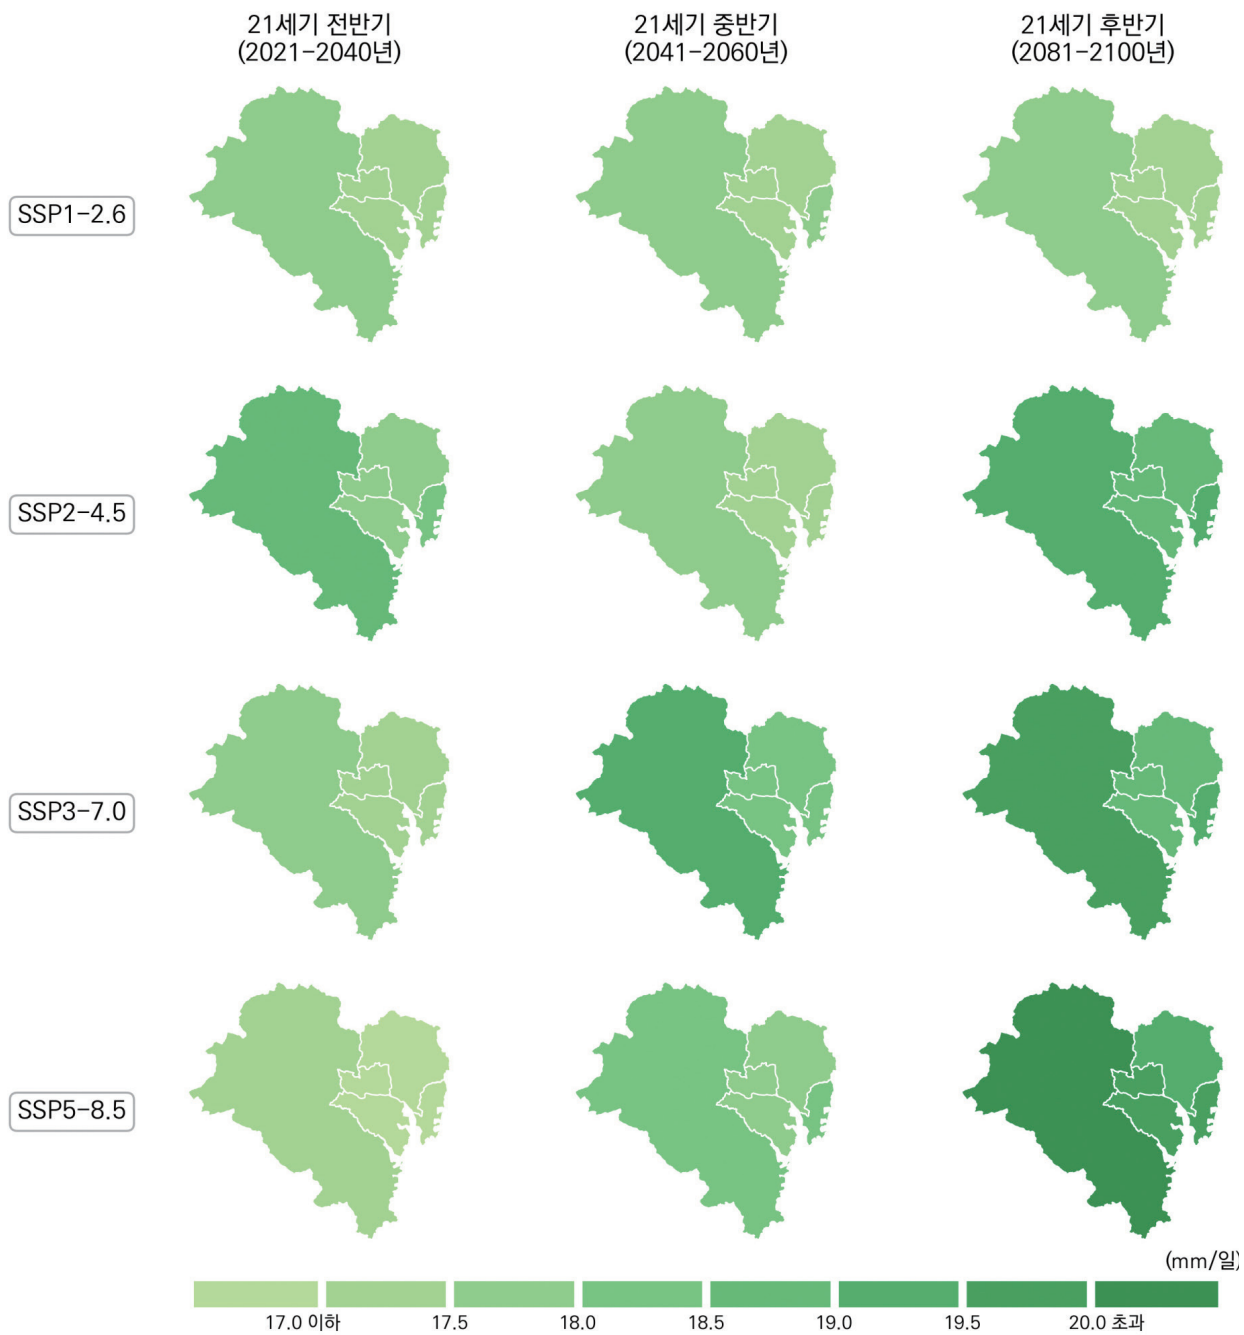 21세기 전반기
(2021-2040년)
21세기 중반기
(2041-2060년)
21세기 후반기
(2081-2100년)
SSP1-2.6
SSP2-4.5
SSP3-7.0
SSP5-8.5
(mm/일)
17.0 이하 17.5 18.0 18.5 19.0 19.5 20.0 초과